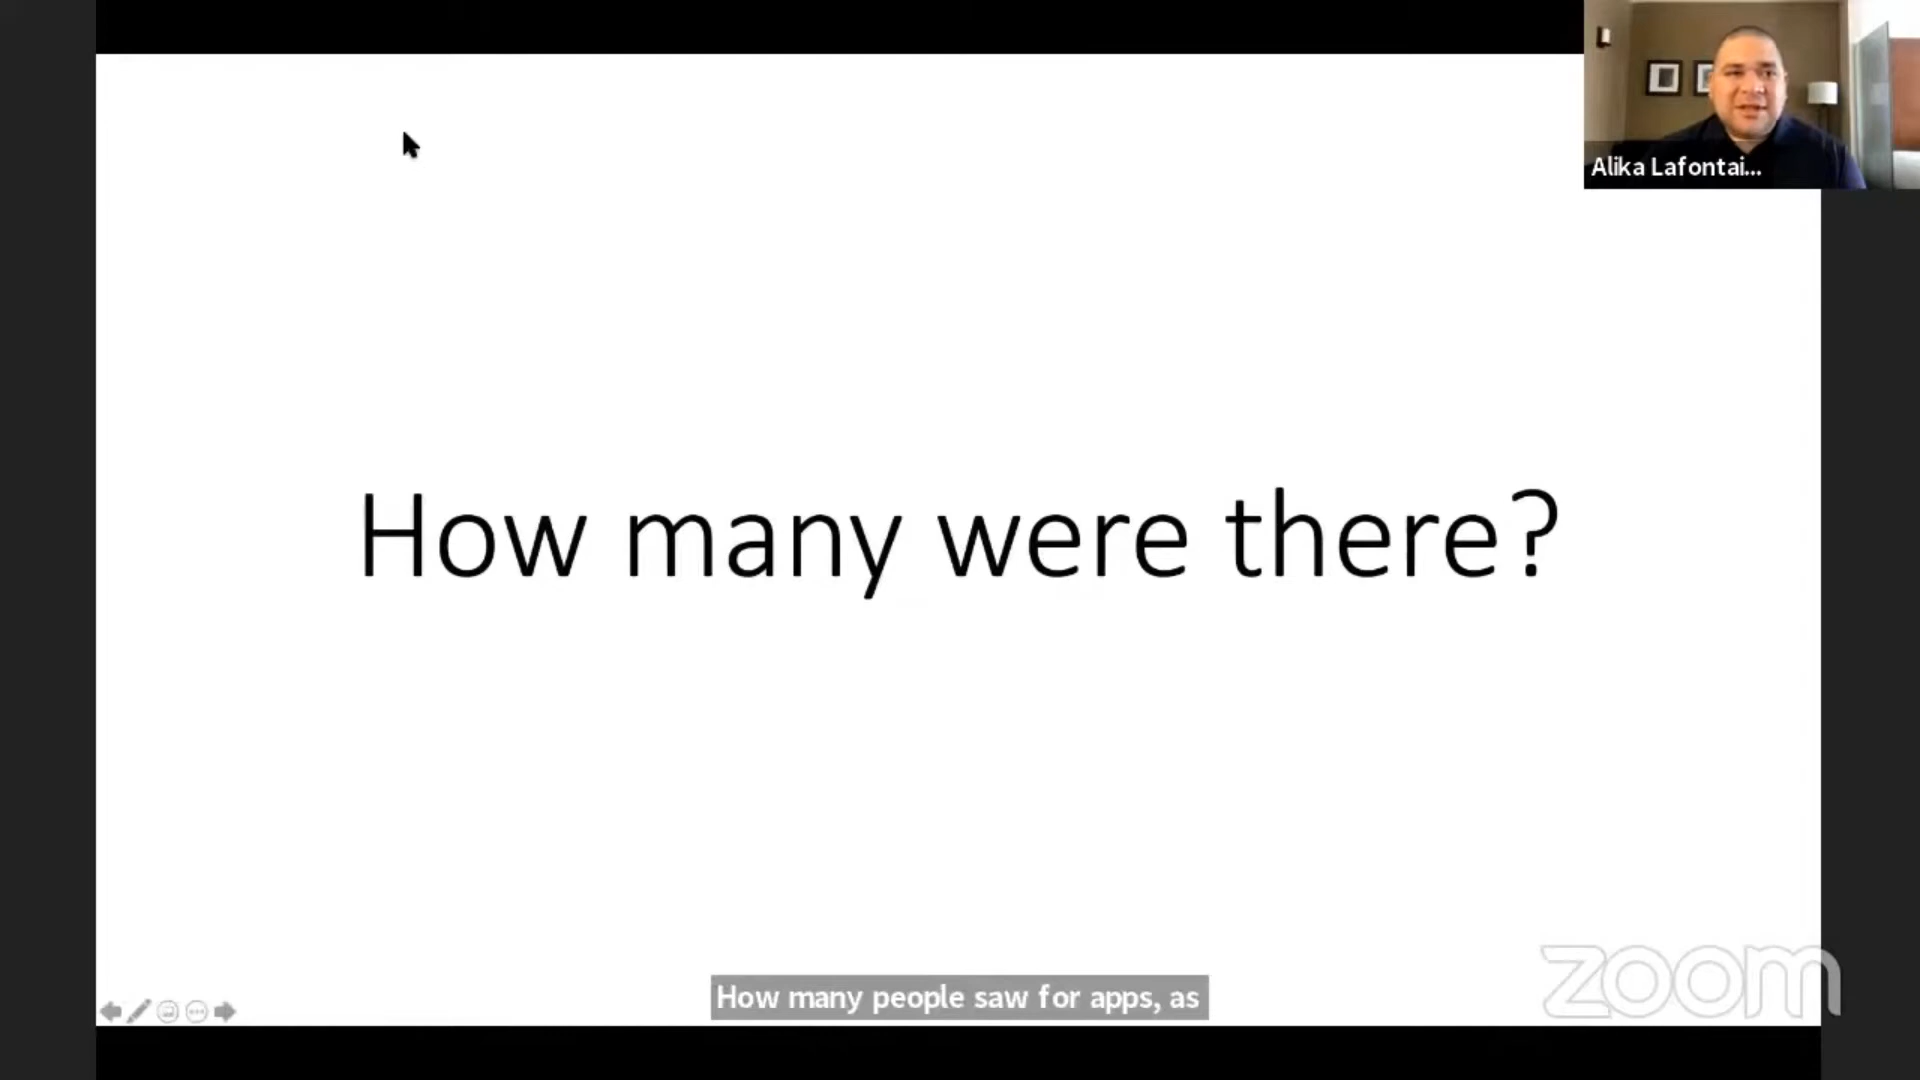 Alika Lafontai...
How many were there?
How many people saw for apps, as
zoom